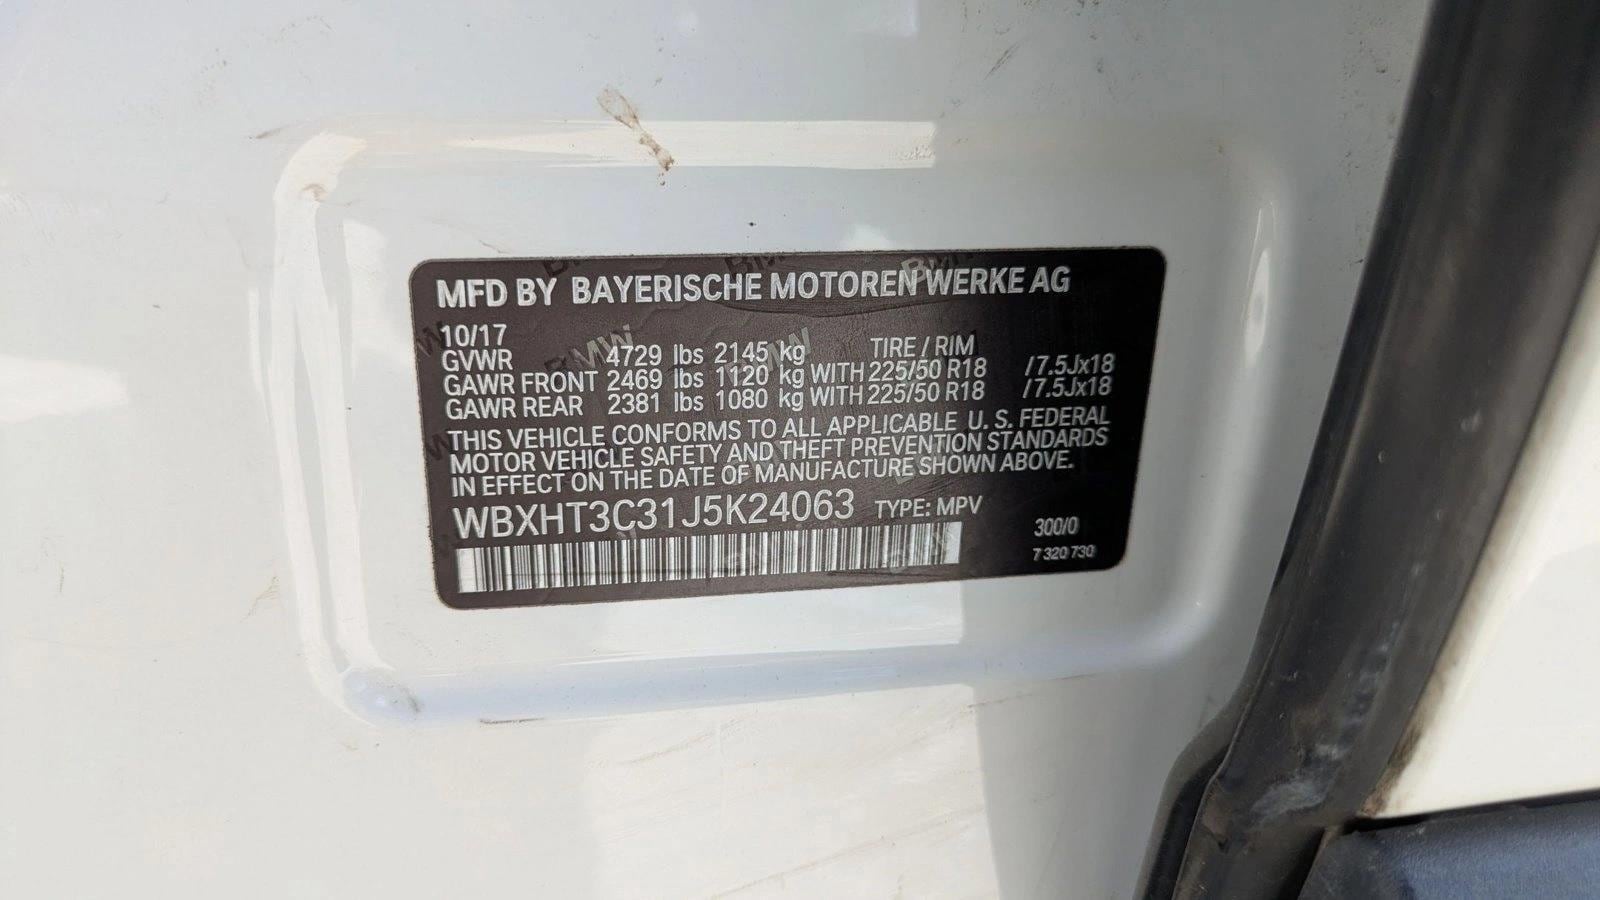 MFD BY BAYERISCHE MOTOREN WERKE AG
10/17
GVWR 4729 lbs 2145 kg TIRE / RIM
GAWR FRONT 2469 lbs 1120 kg WITH 225/50 R18 /7.5Jx18
GAWR REAR 2381 lbs 1080 kg WITH 225/50 R18 /7.5Jx18
THIS VEHICLE CONFORMS TO ALL APPLICABLE U. S. FEDERAL
MOTOR VEHICLE SAFETY AND THEFT PREVENTION STANDARDS
IN EFFECT ON THE DATE OF MANUFACTURE SHOWN ABOVE.
WBXHT3C31J5K24063 TYPE: MPV
300/0
7 320 730